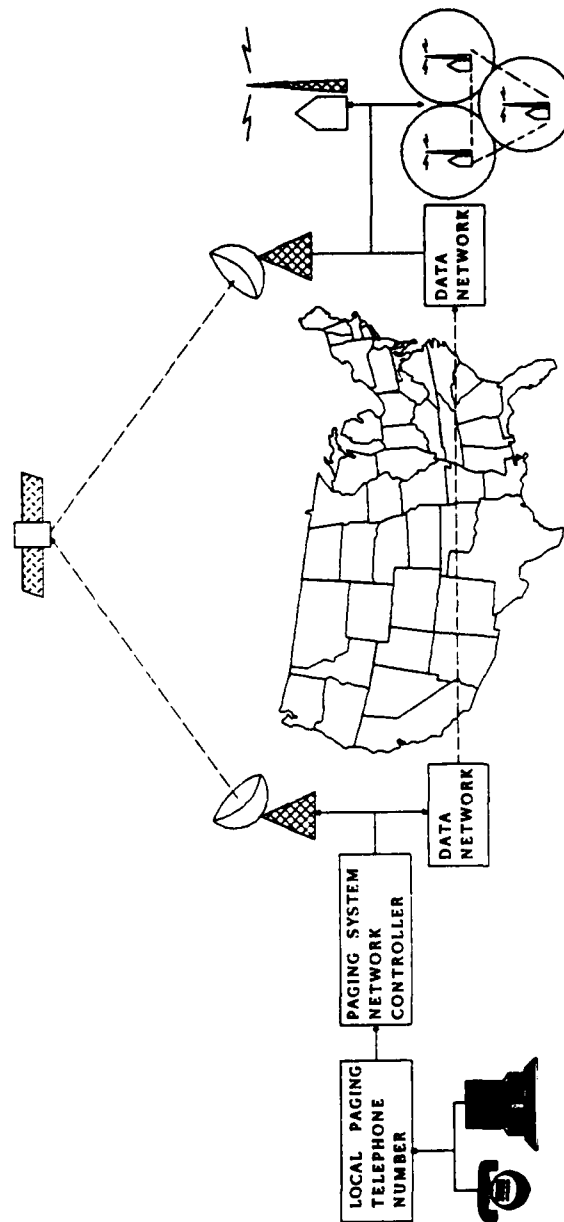 LOCAL PAGING
TELEPHONE
NUMBER
PAGING SYSTEM
NETWORK
CONTROLLER
DATA
NETWORK
DATA
NETWORK